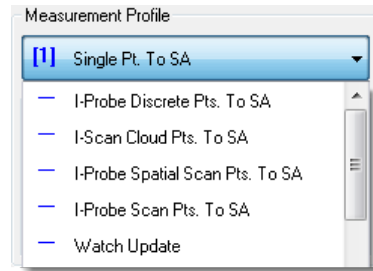 Measurement Profile
[1] Single Pt. To SA
I-Probe Discrete Pts. To SA
I-Scan Cloud Pts. To SA
I-Probe Spatial Scan Pts. To SA
I-Probe Scan Pts. To SA
Watch Update